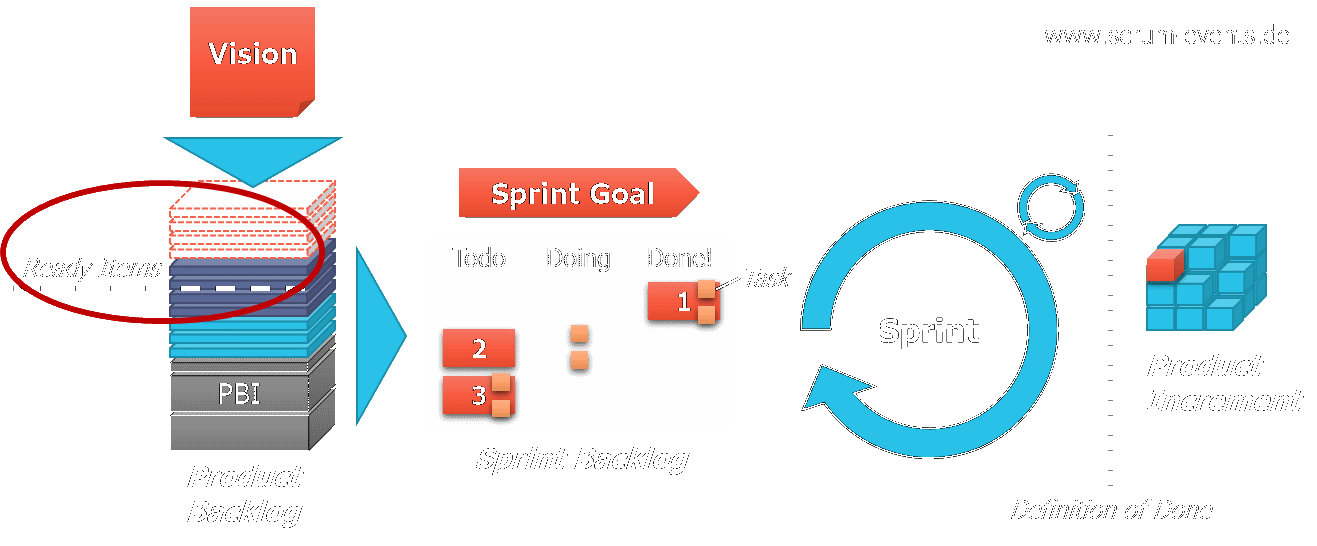 Vision
www.scrum-events.de
Sprint Goal
Todo
Doing
Done!
Ready Items
Task
1
2
3
Sprint
PBI
Product
Increment
Sprint Backlog
Product
Backlog
Definition of Done